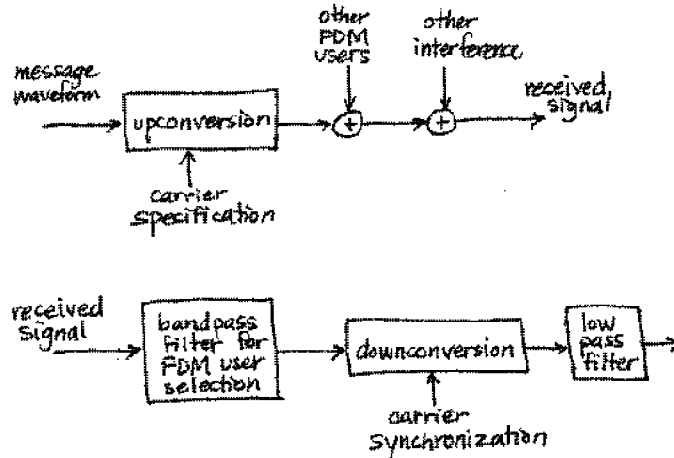 other
FDM
users
other
interference
message
waveform
received
signal
upconversion
+
+
carrier
specification
received
signal
bandpass
filter for
FDM user
selection
downconversion
low
pass
filter
carrier
synchronization